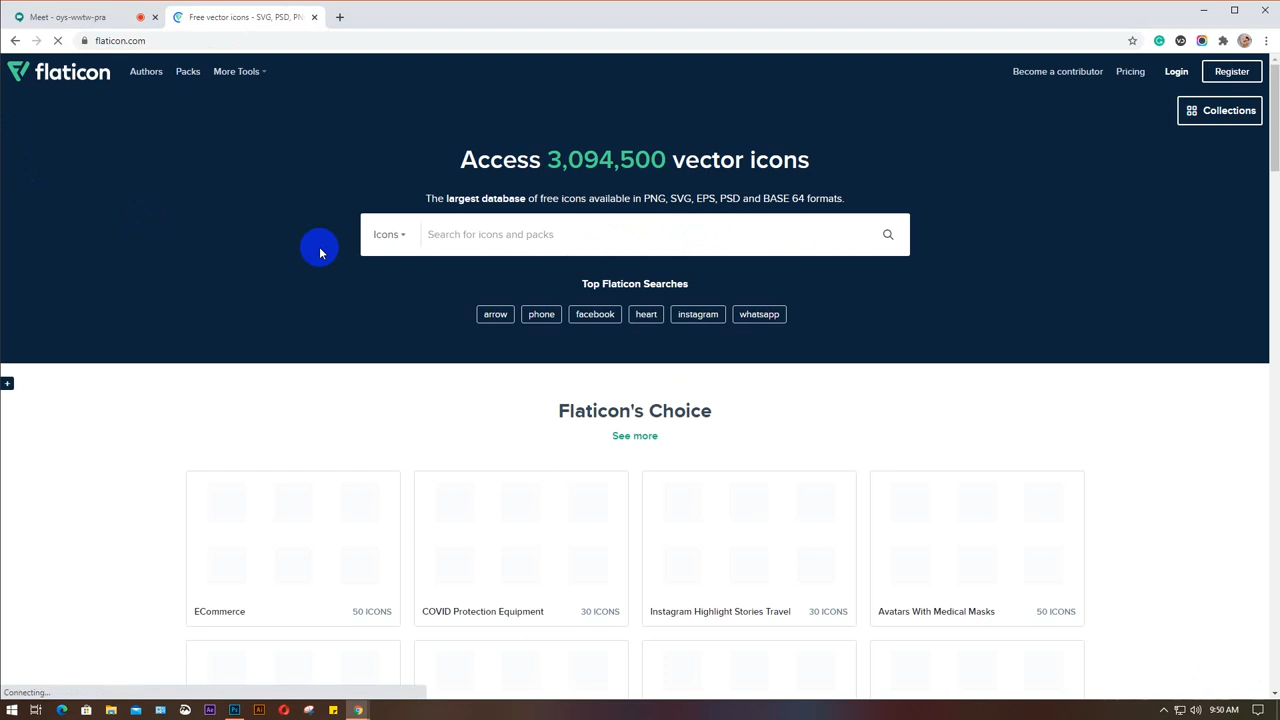 Meet - oys-wwtw-pra
Free vector icons - SVG, PSD, PN
flaticon.com
flaticon
Authors
Packs
More Tools
Become a contributor
Pricing
Login
Register
Collections
Access 3,094,500 vector icons
The largest database of free icons available in PNG, SVG, EPS, PSD and BASE 64 formats.
Icons
Search for icons and packs
Top Flaticon Searches
arrow
phone
facebook
heart
instagram
whatsapp
+
Flaticon's Choice
See more
ECommerce
50 ICONS
COVID Protection Equipment
30 ICONS
Instagram Highlight Stories Travel
30 ICONS
Avatars With Medical Masks
50 ICONS
Connecting...
Ae
Ps
Ai
9:50 AM